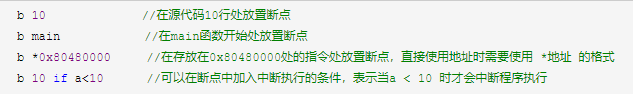 b 10 //在源代码10行处放置断点
b main //在main函数开始处放置断点
b *0x80480000 //在存放在0x80480000处的指令处放置断点，直接使用地址时需要使用 *地址 的格式
b 10 if a<10 //可以在断点中加入中断执行的条件，表示当a < 10 时才会中断程序执行